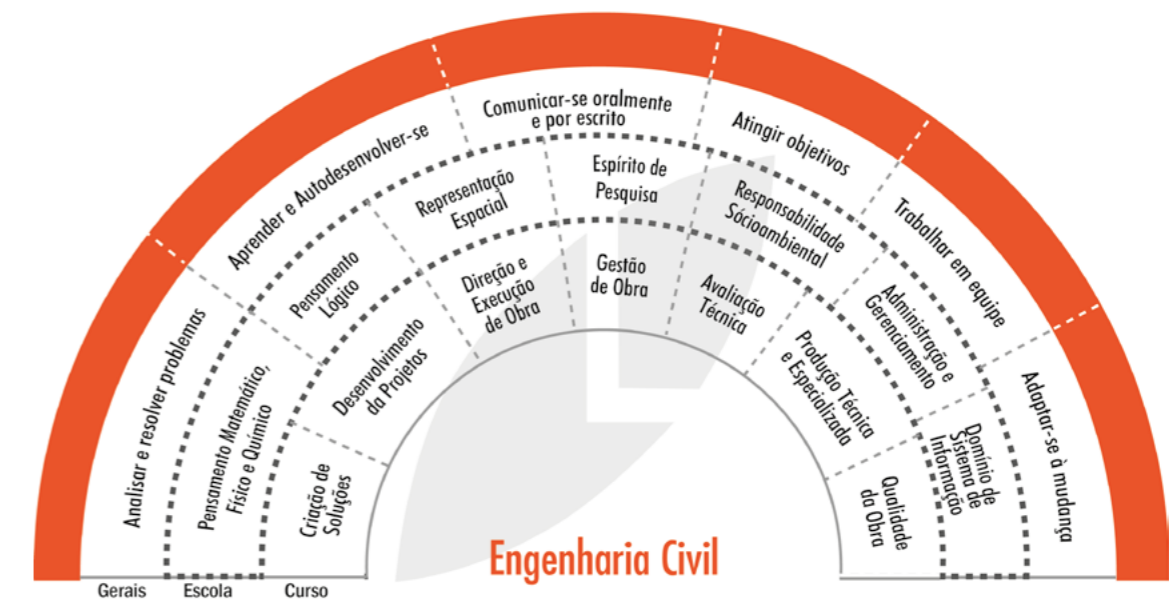 Analisar e resolver problemas
Aprender e Autodesenvolver-se
Comunicar-se oralmente
e por escrito
Atingir objetivos
Trabalhar em equipe
Adaptar-se à mudança
Pensamento Matemático,
Físico e Químico
Pensamento
Lógico
Representação
Espacial
Espírito de
Pesquisa
Responsabilidade
Sócioambiental
Administração e
Gerenciamento
Domínio de
Sistema de
Informação
Criação de
Soluções
Desenvolvimento
da Projetos
Direção e
Execução
de Obra
Gestão
de Obra
Avaliação
Técnica
Produção Técnica
e Especializada
Qualidade
da Obra
Engenharia Civil
Gerais
Escola
Curso